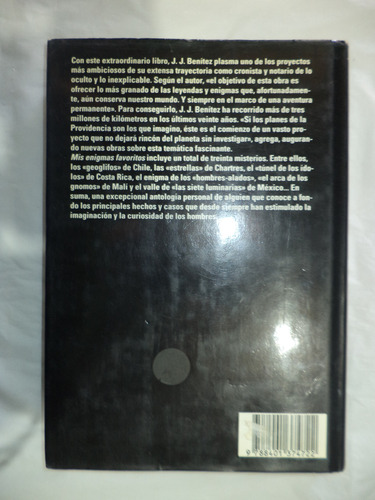 Con este extraordinario libro, J. J. Benítez plasma uno de los proyectos
más ambiciosos de su extensa trayectoria como cronista y notario de lo
oculto y lo inexplicable. Según el autor, «el objetivo de esta obra es
ofrecer lo más granado de las leyendas y enigmas que, afortunadamen-
te, aún conserva nuestro mundo. Y siempre en el marco de una aventura
permanente». Para conseguirlo, J. J. Benítez ha recorrido más de tres
millones de kilómetros en los últimos veinte años. «Si los planes de la
Providencia son los que imagino, éste es el comienzo de un vasto pro-
yecto que no dejará rincón del planeta sin investigar», agrega, auguran-
do nuevas obras sobre esta temática fascinante.
Mis enigmas favoritos incluye un total de treinta misterios. Entre ellos,
los «geoglifos» de Chile, las «estrellas» de Chartres, el «túnel de los ído-
los» de Costa Rica, el enigma de los «hombres-alados», «el arca de los
gnomos» de Malí y el valle de «las siete luminarias» de México... En
suma, una excepcional antología personal de alguien que conoce a fon-
do los principales hechos y casos que desde siempre han estimulado la
imaginación y la curiosidad de los hombres.